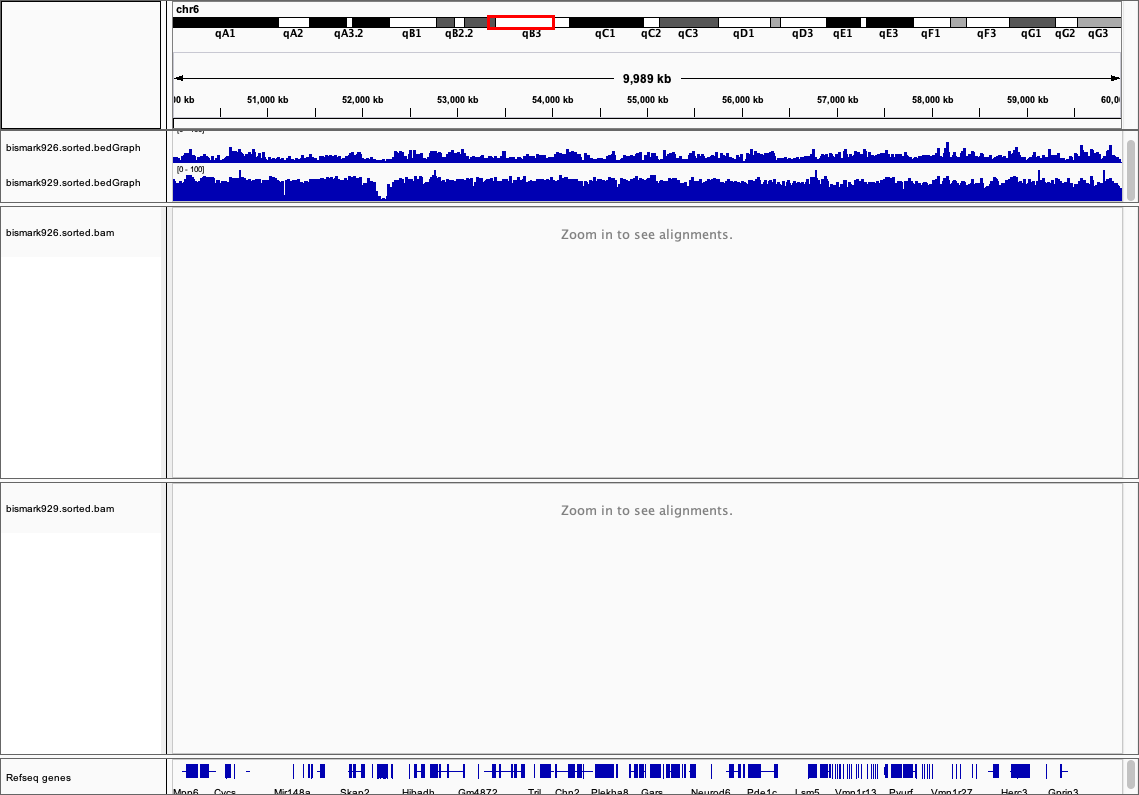 chr6
qA1 qA2 qA3.2 qB1 qB2.2 qB3 qC1 qC2 qC3 qD1 qD3 qE1 qE3 qF1 qF3 qG1 qG2 qG3
9,989 kb
00 kb 51,000 kb 52,000 kb 53,000 kb 54,000 kb 55,000 kb 56,000 kb 57,000 kb 58,000 kb 59,000 kb 60,0
bismark926.sorted.bedGraph
[0 - 100]
bismark929.sorted.bedGraph
bismark926.sorted.bam
Zoom in to see alignments.
bismark929.sorted.bam
Zoom in to see alignments.
Refseq genes
Mpp6 Cycs Mir148a Skap2 Hibadh Gm4872 Tril Chn2 Plekha8 Gars Neurod6 Pde1c Lsm5 Vmn1r13 Pyurf Vmn1r27 Herc3 Gprin3